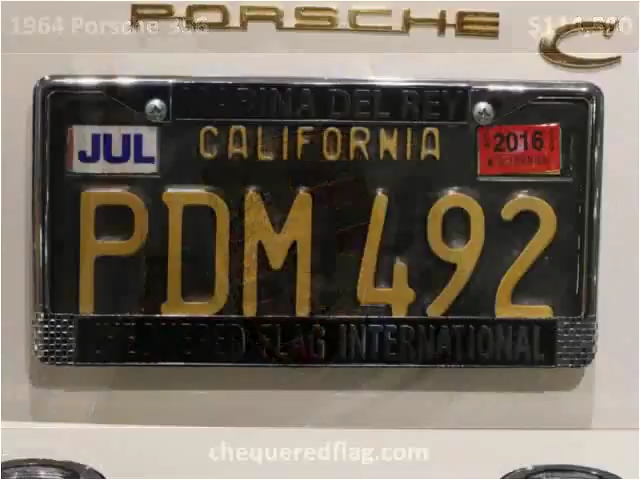 1964 Porsche 356
PORSCHE
C
MARINA DEL REY
JUL
CALIFORNIA
2016
PDM 492
CHEQUERED FLAG INTERNATIONAL
chequeredflag.com